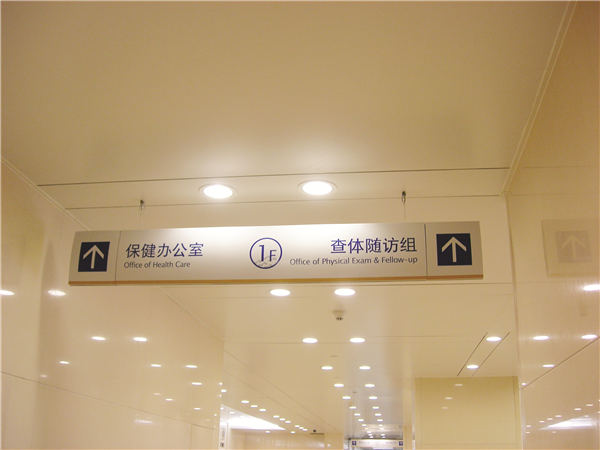 保健办公室
Office of Health Care
1F
查体随访组
Office of Physical Exam & Fellow-up